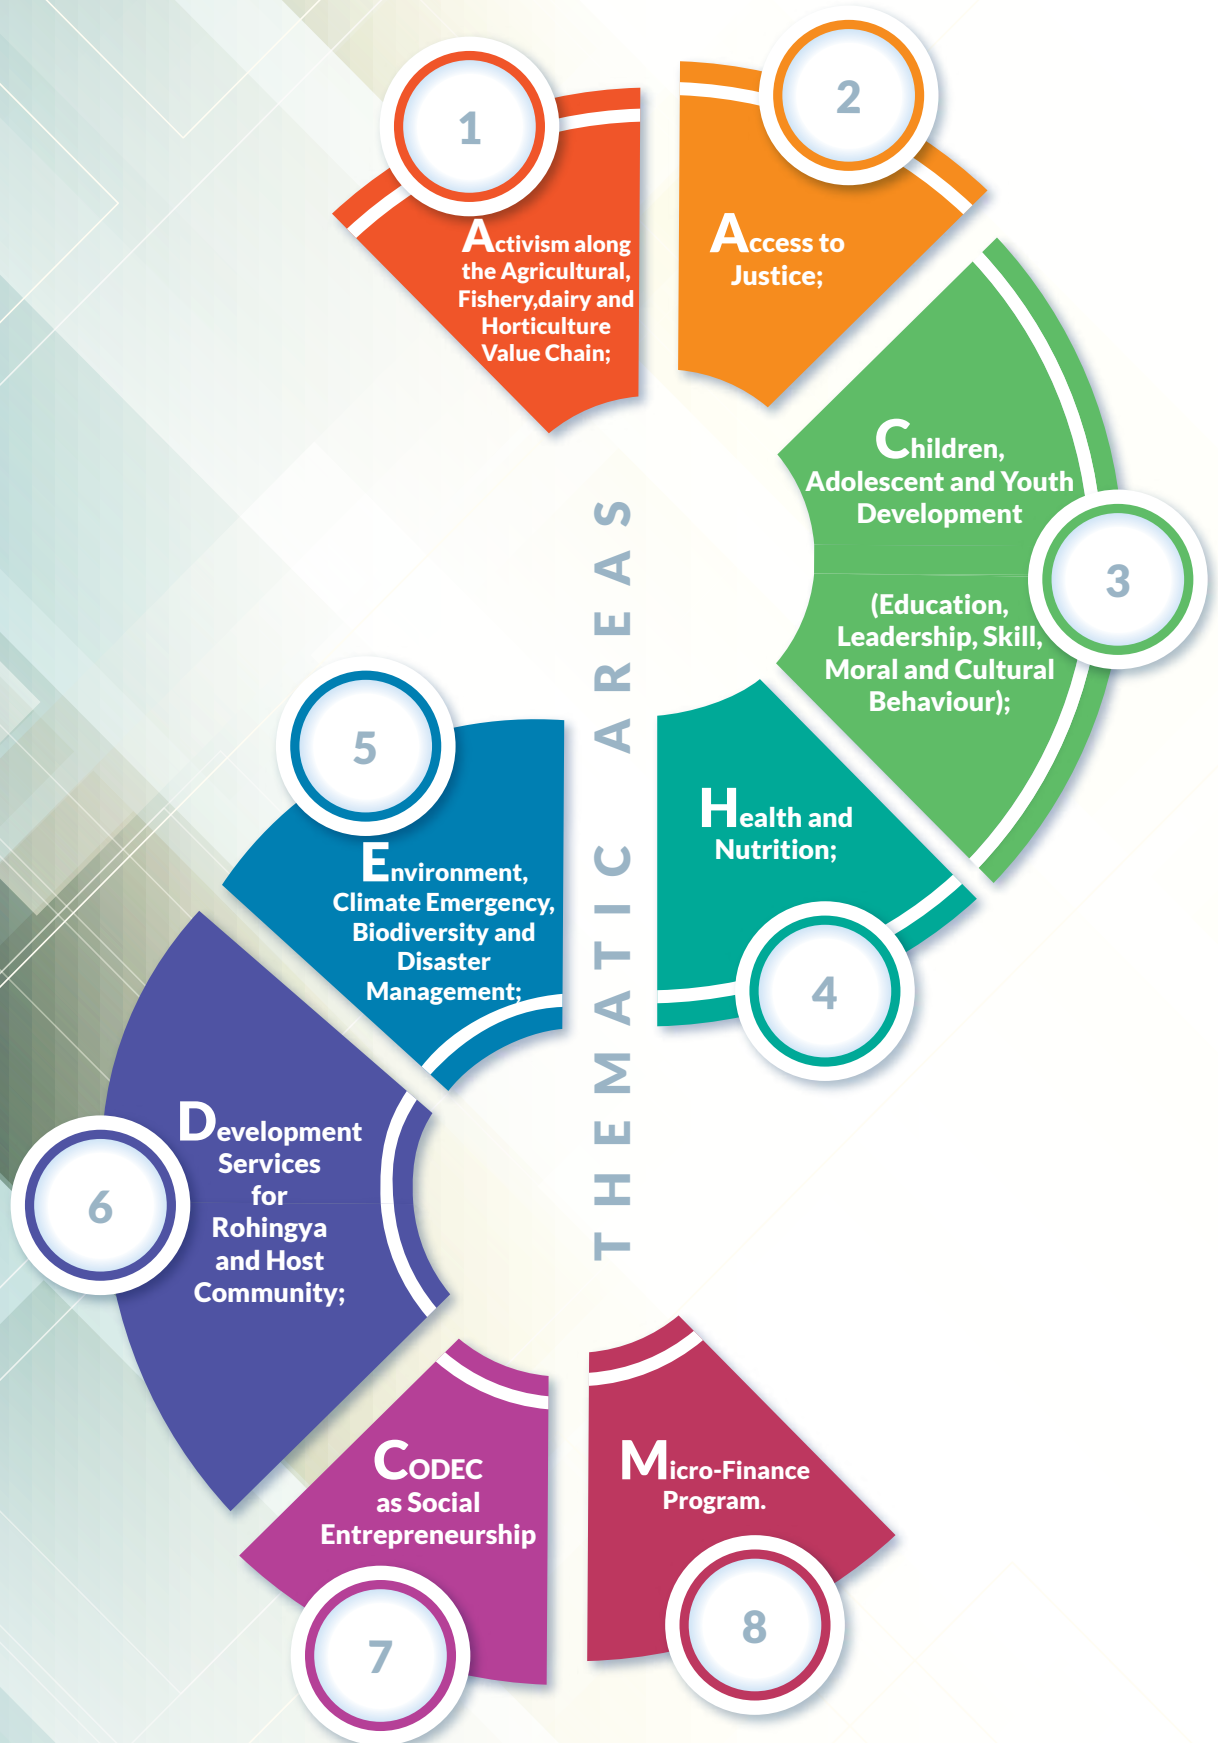 THEMATIC AREAS
1
Activism along
the Agricultural,
Fishery,dairy and
Horticulture
Value Chain;
2
Access to
Justice;
3
Children,
Adolescent and Youth
Development
(Education,
Leadership, Skill,
Moral and Cultural
Behaviour);
4
Health and
Nutrition;
5
Environment,
Climate Emergency,
Biodiversity and
Disaster
Management;
6
Development
Services
for
Rohingya
and Host
Community;
7
CODEC
as Social
Entrepreneurship
8
Micro-Finance
Program.